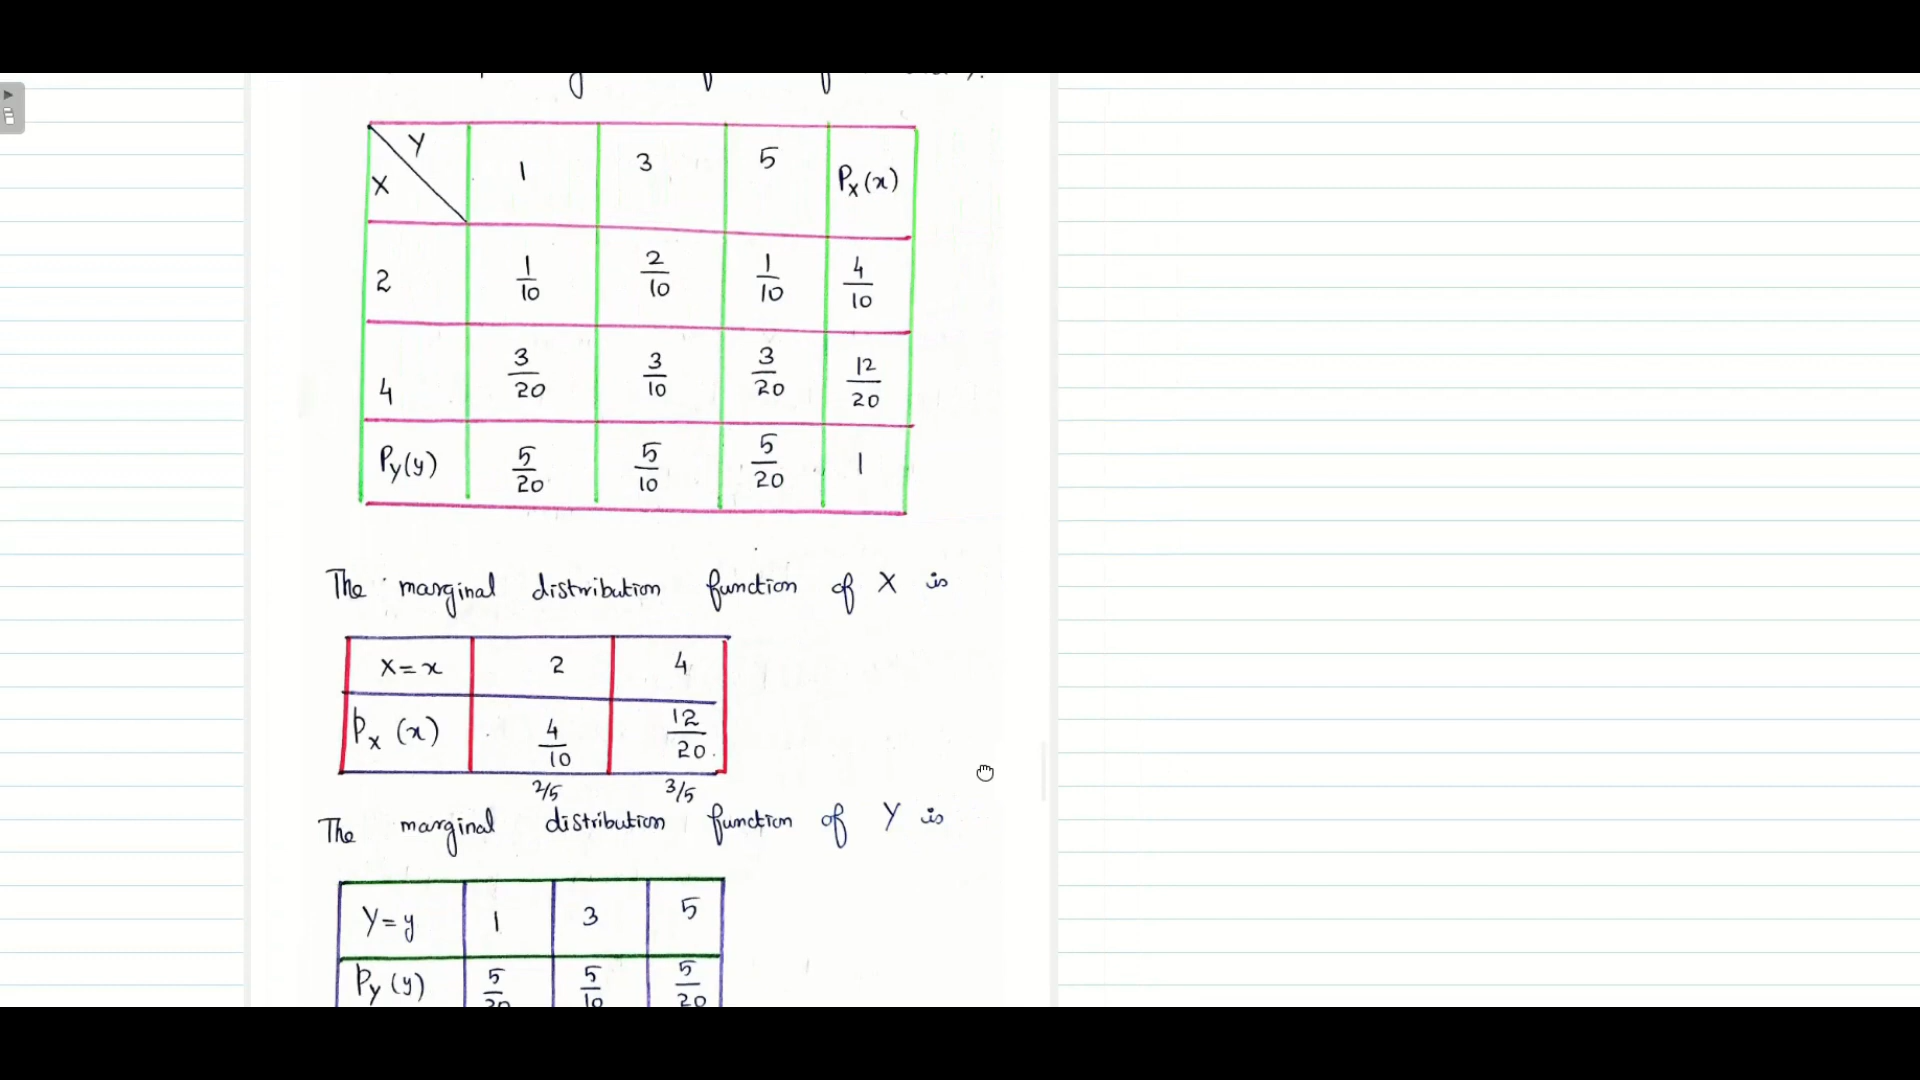 Y
X 1 3 5 Px(x)
2 1/10 2/10 1/10 4/10
4 3/20 3/10 3/20 12/20
Py(y) 5/20 5/10 5/20 1
The marginal distribution function of X is
X=x 2 4
Px(x) 4/10 12/20
2/5 3/5
The marginal distribution function of Y is
Y=y 1 3 5
Py(y) 5/20 5/10 5/20